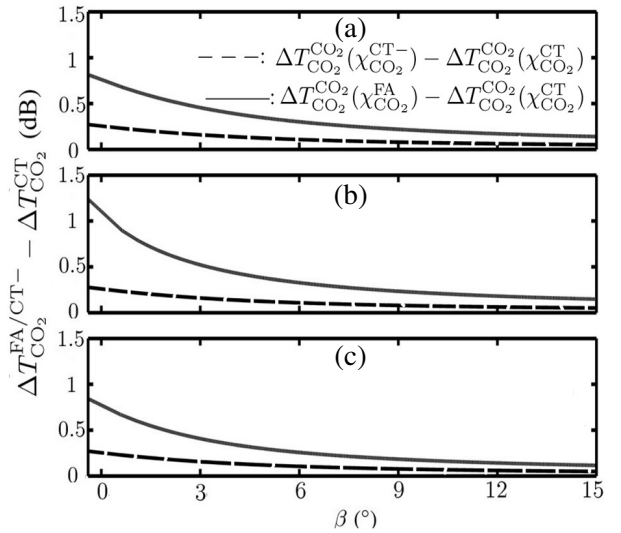 1.5
(a)
– – –: ΔT_{CO₂}^{CO₂}(χ_{CO₂}^{CT−}) − ΔT_{CO₂}^{CO₂}(χ_{CO₂}^{CT})
1
——: ΔT_{CO₂}^{CO₂}(χ_{CO₂}^{FA}) − ΔT_{CO₂}^{CO₂}(χ_{CO₂}^{CT})
0.5
0
ΔT_{CO₂}^{FA/CT−} − ΔT_{CO₂}^{CT} (dB)
1.5
(b)
1
0.5
0
1.5
(c)
1
0.5
0
0 3 6 9 12 15
β (°)